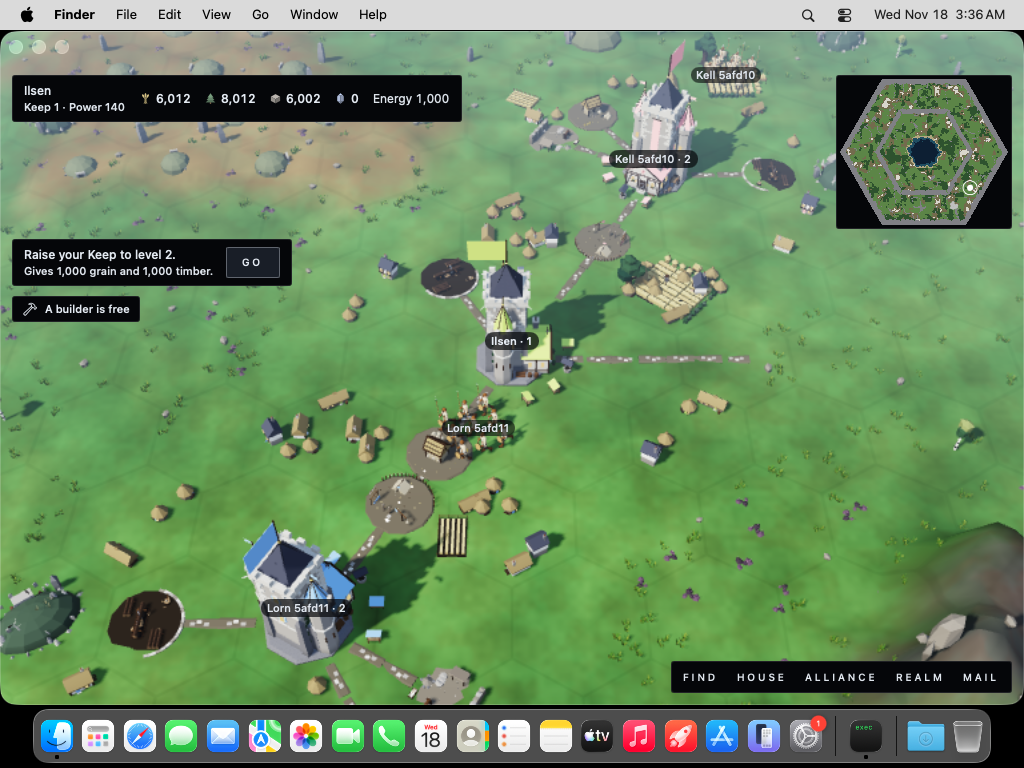 Finder File Edit View Go Window Help Wed Nov 18 3:36 AM
Kell 5afd10
Ilsen
Keep 1 · Power 140
6,012 8,012 6,002 0 Energy 1,000
Kell 5afd10 · 2
Raise your Keep to level 2.
Gives 1,000 grain and 1,000 timber.
GO
A builder is free
Ilsen · 1
Lorn 5afd11
Lorn 5afd11 · 2
FIND HOUSE ALLIANCE REALM MAIL
Wed
18
tv
1
exec